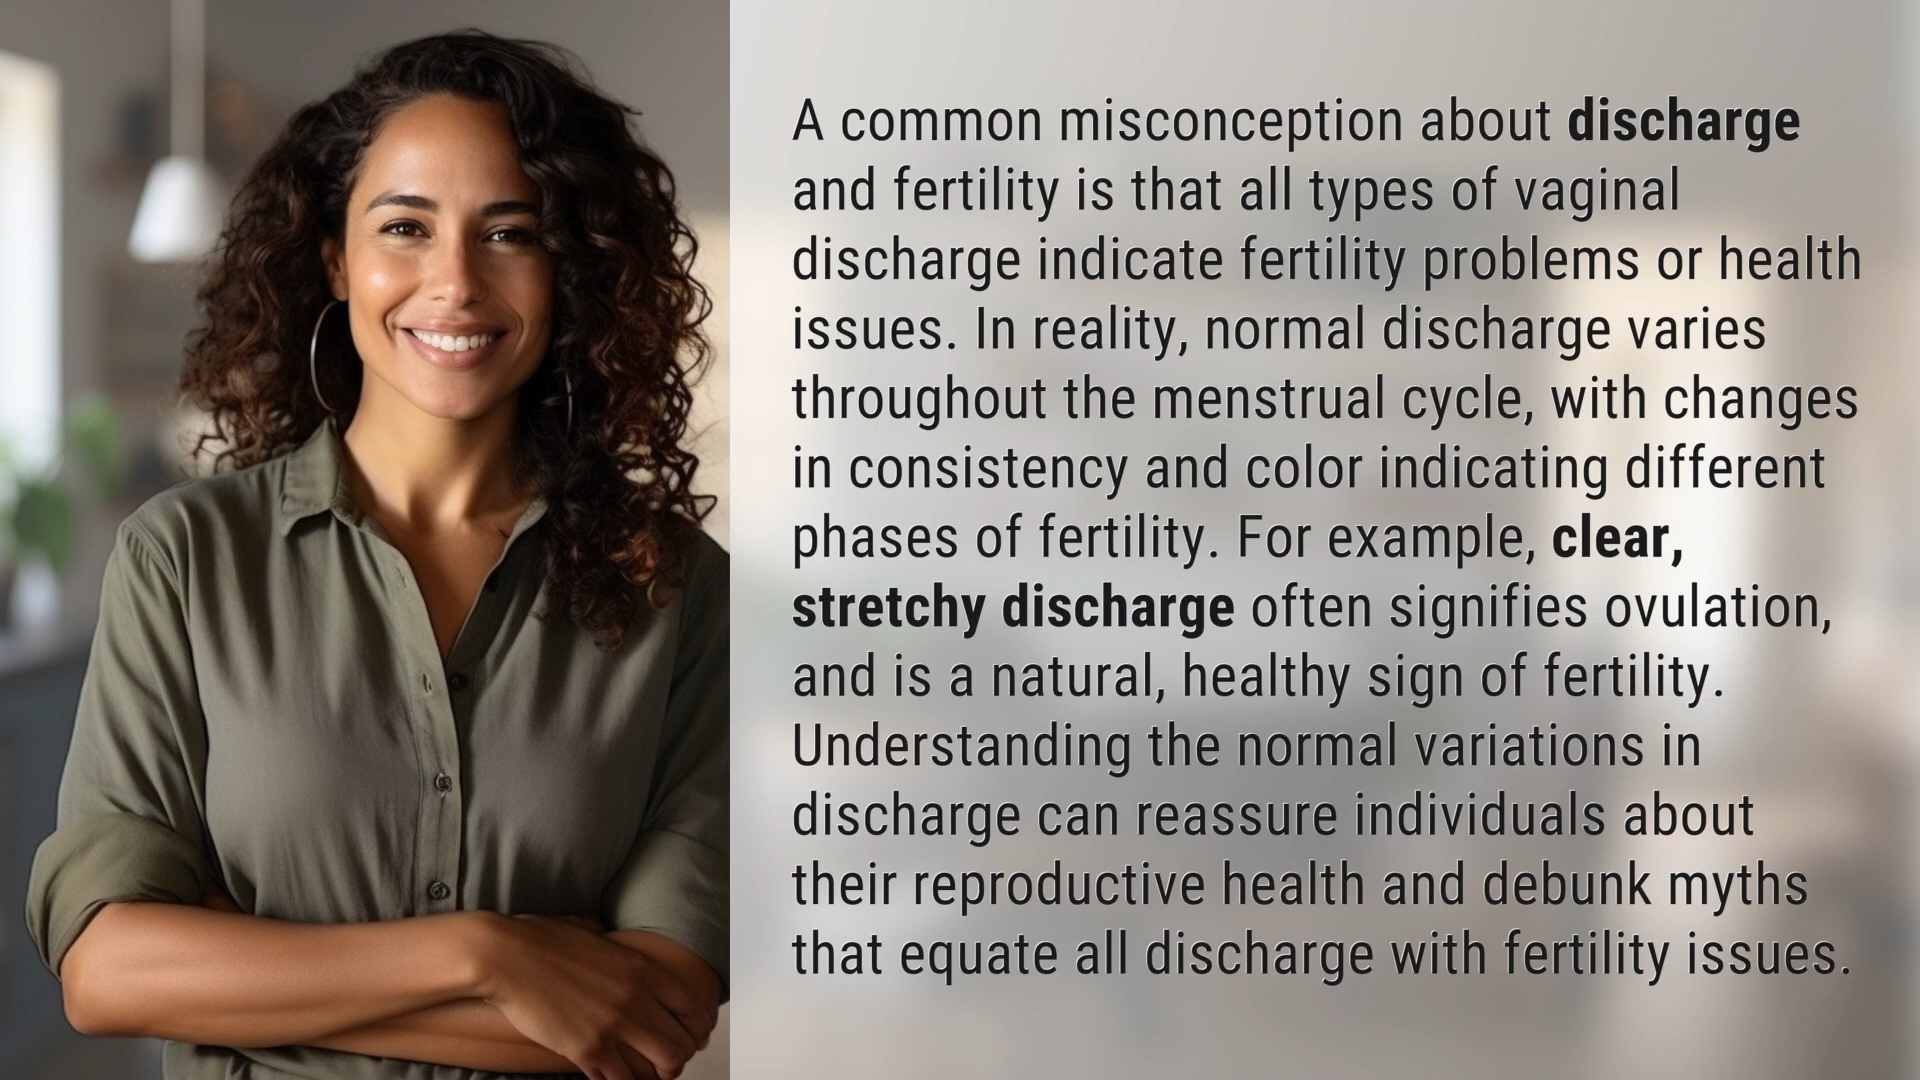 A common misconception about discharge
and fertility is that all types of vaginal
discharge indicate fertility problems or health
issues. In reality, normal discharge varies
throughout the menstrual cycle, with changes
in consistency and color indicating different
phases of fertility. For example, clear,
stretchy discharge often signifies ovulation,
and is a natural, healthy sign of fertility.
Understanding the normal variations in
discharge can reassure individuals about
their reproductive health and debunk myths
that equate all discharge with fertility issues.